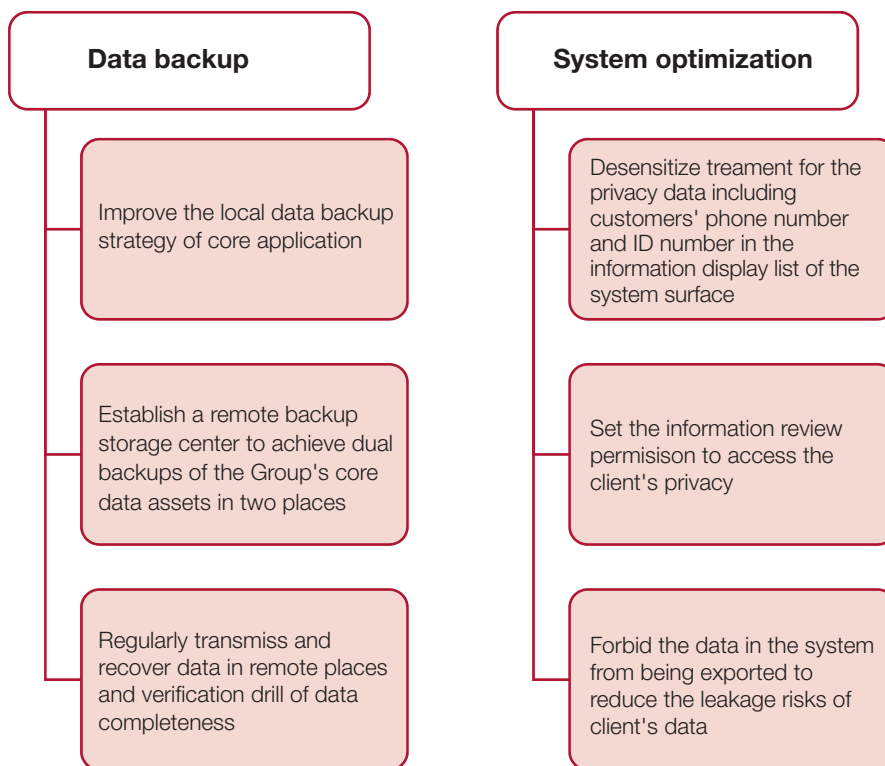 Data backup
Improve the local data backup
strategy of core application
Establish a remote backup
storage center to achieve dual
backups of the Group's core
data assets in two places
Regularly transmiss and
recover data in remote places
and verification drill of data
completeness
System optimization
Desensitize treament for the
privacy data including
customers' phone number
and ID number in the
information display list of the
system surface
Set the information review
permisison to access the
client's privacy
Forbid the data in the system
from being exported to
reduce the leakage risks of
client's data